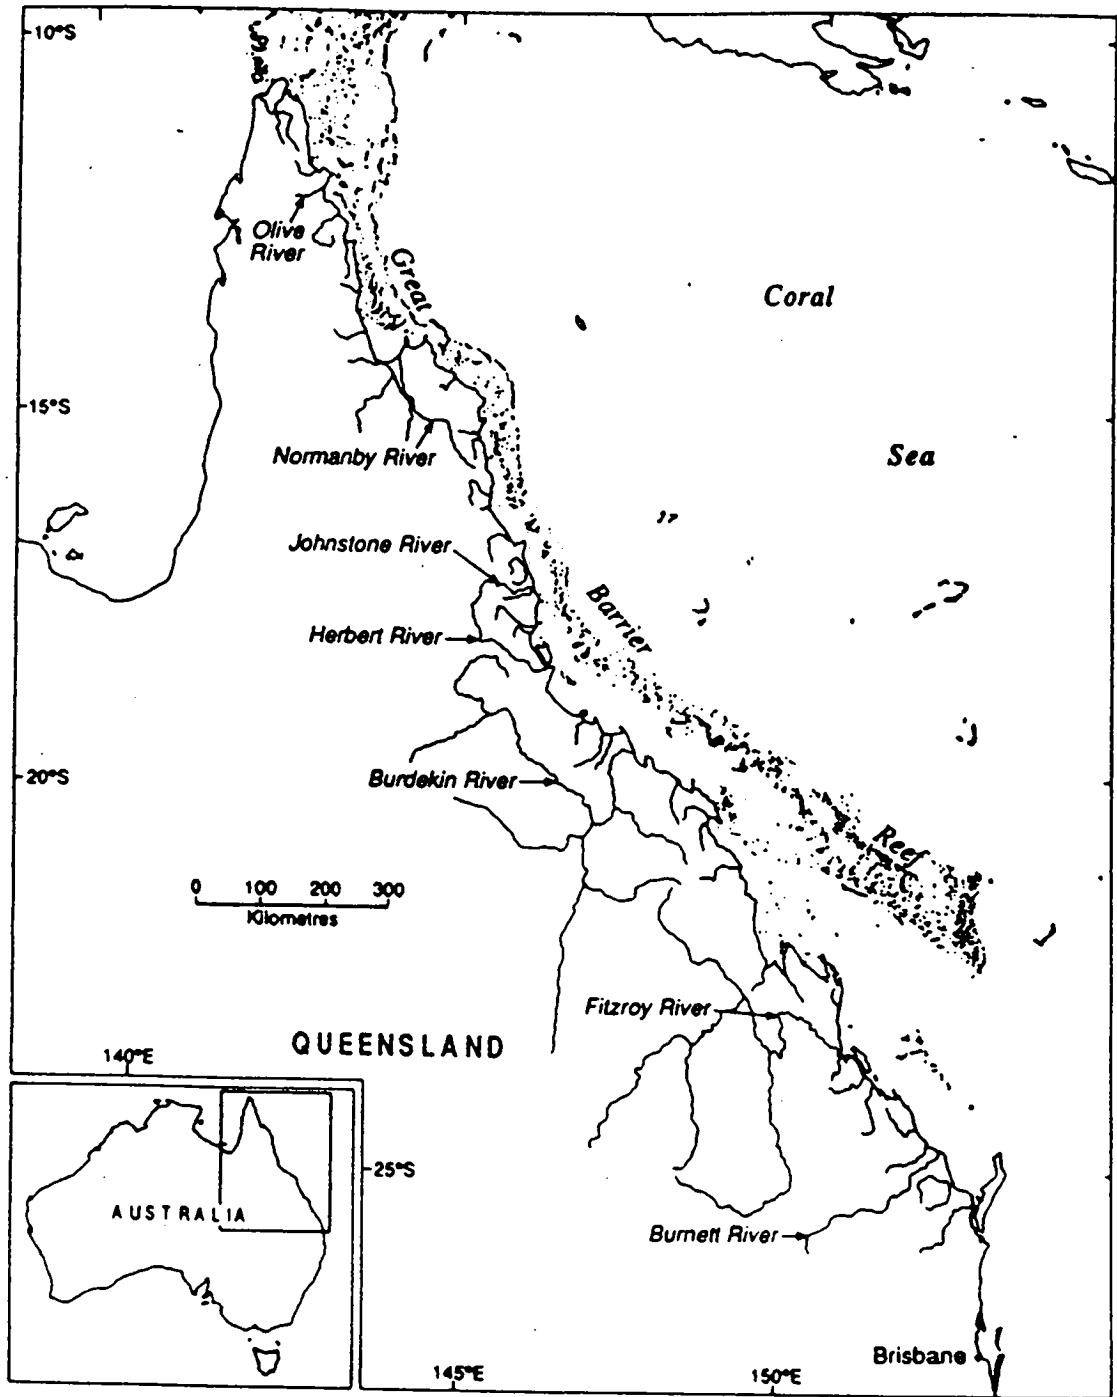 10°S
Olive
River
Great
Coral
15°S
Normanby River
Sea
Johnstone River
Barrier
Herbert River
20°S
Burdekin River
Reef
0 100 200 300
Kilometres
Fitzroy River
QUEENSLAND
140°E
25°S
AUSTRALIA
Burnett River
Brisbane
145°E
150°E